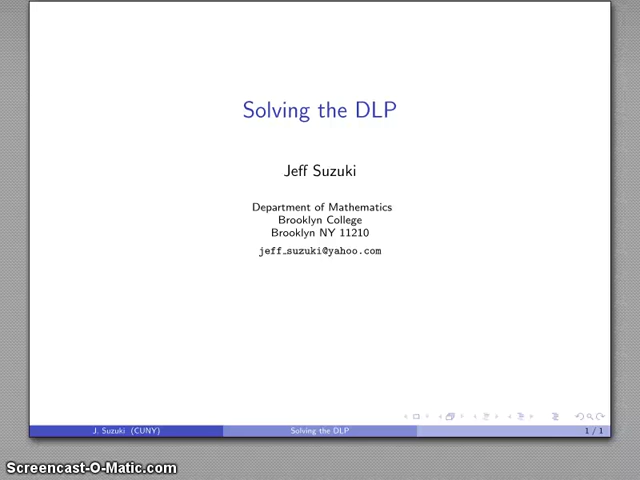 Solving the DLP
Jeff Suzuki
Department of Mathematics
Brooklyn College
Brooklyn NY 11210
jeff_suzuki@yahoo.com
J. Suzuki (CUNY) Solving the DLP 1 / 1
Screencast-O-Matic.com